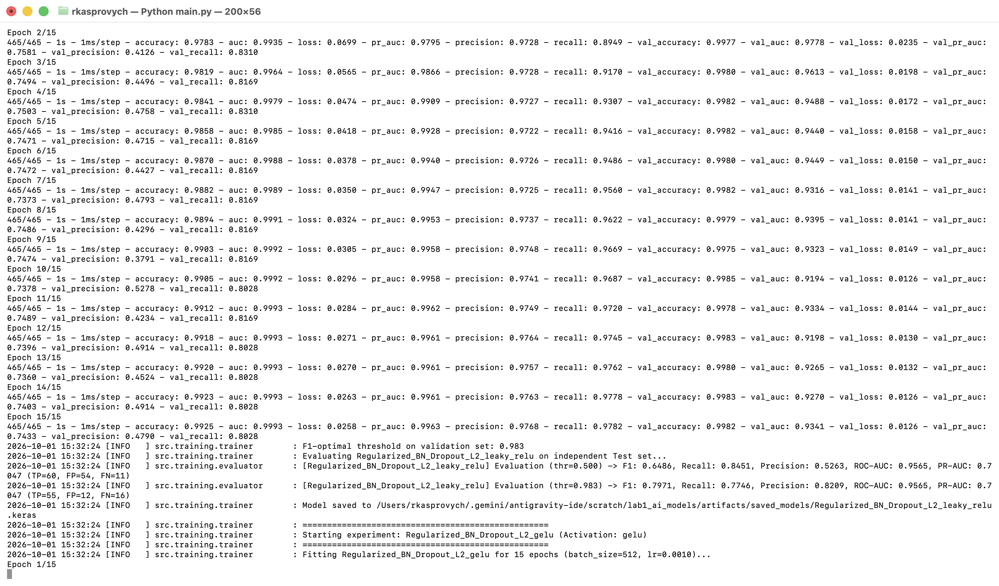 rkasprovych — Python main.py — 200×56
Epoch 2/15
465/465 - 1s - 1ms/step - accuracy: 0.9783 - auc: 0.9935 - loss: 0.0699 - pr_auc: 0.9795 - precision: 0.9728 - recall: 0.8949 - val_accuracy: 0.9977 - val_auc: 0.9778 - val_loss: 0.0235 - val_pr_auc:
0.7581 - val_precision: 0.4126 - val_recall: 0.8310
Epoch 3/15
465/465 - 1s - 1ms/step - accuracy: 0.9819 - auc: 0.9964 - loss: 0.0565 - pr_auc: 0.9866 - precision: 0.9728 - recall: 0.9170 - val_accuracy: 0.9980 - val_auc: 0.9613 - val_loss: 0.0198 - val_pr_auc:
0.7494 - val_precision: 0.4496 - val_recall: 0.8169
Epoch 4/15
465/465 - 1s - 1ms/step - accuracy: 0.9841 - auc: 0.9979 - loss: 0.0474 - pr_auc: 0.9909 - precision: 0.9727 - recall: 0.9307 - val_accuracy: 0.9982 - val_auc: 0.9488 - val_loss: 0.0172 - val_pr_auc:
0.7503 - val_precision: 0.4758 - val_recall: 0.8310
Epoch 5/15
465/465 - 1s - 1ms/step - accuracy: 0.9858 - auc: 0.9985 - loss: 0.0418 - pr_auc: 0.9928 - precision: 0.9722 - recall: 0.9416 - val_accuracy: 0.9982 - val_auc: 0.9440 - val_loss: 0.0158 - val_pr_auc:
0.7471 - val_precision: 0.4715 - val_recall: 0.8169
Epoch 6/15
465/465 - 1s - 1ms/step - accuracy: 0.9870 - auc: 0.9988 - loss: 0.0378 - pr_auc: 0.9940 - precision: 0.9726 - recall: 0.9486 - val_accuracy: 0.9980 - val_auc: 0.9449 - val_loss: 0.0150 - val_pr_auc:
0.7472 - val_precision: 0.4427 - val_recall: 0.8169
Epoch 7/15
465/465 - 1s - 1ms/step - accuracy: 0.9882 - auc: 0.9989 - loss: 0.0350 - pr_auc: 0.9947 - precision: 0.9725 - recall: 0.9560 - val_accuracy: 0.9982 - val_auc: 0.9316 - val_loss: 0.0141 - val_pr_auc:
0.7373 - val_precision: 0.4793 - val_recall: 0.8169
Epoch 8/15
465/465 - 1s - 1ms/step - accuracy: 0.9894 - auc: 0.9991 - loss: 0.0324 - pr_auc: 0.9953 - precision: 0.9737 - recall: 0.9622 - val_accuracy: 0.9979 - val_auc: 0.9395 - val_loss: 0.0141 - val_pr_auc:
0.7486 - val_precision: 0.4296 - val_recall: 0.8169
Epoch 9/15
465/465 - 1s - 1ms/step - accuracy: 0.9903 - auc: 0.9992 - loss: 0.0305 - pr_auc: 0.9958 - precision: 0.9748 - recall: 0.9669 - val_accuracy: 0.9975 - val_auc: 0.9323 - val_loss: 0.0149 - val_pr_auc:
0.7474 - val_precision: 0.3791 - val_recall: 0.8169
Epoch 10/15
465/465 - 1s - 1ms/step - accuracy: 0.9905 - auc: 0.9992 - loss: 0.0296 - pr_auc: 0.9958 - precision: 0.9741 - recall: 0.9687 - val_accuracy: 0.9985 - val_auc: 0.9194 - val_loss: 0.0126 - val_pr_auc:
0.7378 - val_precision: 0.5278 - val_recall: 0.8028
Epoch 11/15
465/465 - 1s - 1ms/step - accuracy: 0.9912 - auc: 0.9993 - loss: 0.0284 - pr_auc: 0.9962 - precision: 0.9749 - recall: 0.9720 - val_accuracy: 0.9978 - val_auc: 0.9334 - val_loss: 0.0144 - val_pr_auc:
0.7489 - val_precision: 0.4234 - val_recall: 0.8169
Epoch 12/15
465/465 - 1s - 1ms/step - accuracy: 0.9918 - auc: 0.9993 - loss: 0.0271 - pr_auc: 0.9961 - precision: 0.9764 - recall: 0.9745 - val_accuracy: 0.9983 - val_auc: 0.9198 - val_loss: 0.0130 - val_pr_auc:
0.7396 - val_precision: 0.4914 - val_recall: 0.8028
Epoch 13/15
465/465 - 1s - 1ms/step - accuracy: 0.9920 - auc: 0.9993 - loss: 0.0270 - pr_auc: 0.9961 - precision: 0.9757 - recall: 0.9762 - val_accuracy: 0.9980 - val_auc: 0.9265 - val_loss: 0.0132 - val_pr_auc:
0.7360 - val_precision: 0.4524 - val_recall: 0.8028
Epoch 14/15
465/465 - 1s - 1ms/step - accuracy: 0.9923 - auc: 0.9993 - loss: 0.0263 - pr_auc: 0.9961 - precision: 0.9763 - recall: 0.9778 - val_accuracy: 0.9983 - val_auc: 0.9270 - val_loss: 0.0126 - val_pr_auc:
0.7403 - val_precision: 0.4914 - val_recall: 0.8028
Epoch 15/15
465/465 - 1s - 1ms/step - accuracy: 0.9925 - auc: 0.9993 - loss: 0.0258 - pr_auc: 0.9963 - precision: 0.9768 - recall: 0.9782 - val_accuracy: 0.9982 - val_auc: 0.9341 - val_loss: 0.0126 - val_pr_auc:
0.7433 - val_precision: 0.4790 - val_recall: 0.8028
2026-10-01 15:32:24 [INFO   ] src.training.trainer        : F1-optimal threshold on validation set: 0.983
2026-10-01 15:32:24 [INFO   ] src.training.trainer        : Evaluating Regularized_BN_Dropout_L2_leaky_relu on independent Test set...
2026-10-01 15:32:24 [INFO   ] src.training.evaluator      : [Regularized_BN_Dropout_L2_leaky_relu] Evaluation (thr=0.500) -> F1: 0.6486, Recall: 0.8451, Precision: 0.5263, ROC-AUC: 0.9565, PR-AUC: 0.7
047 (TP=60, FP=54, FN=11)
2026-10-01 15:32:24 [INFO   ] src.training.evaluator      : [Regularized_BN_Dropout_L2_leaky_relu] Evaluation (thr=0.983) -> F1: 0.7971, Recall: 0.7746, Precision: 0.8209, ROC-AUC: 0.9565, PR-AUC: 0.7
047 (TP=55, FP=12, FN=16)
2026-10-01 15:32:24 [INFO   ] src.training.trainer        : Model saved to /Users/rkasprovych/.gemini/antigravity-ide/scratch/lab1_ai_models/artifacts/saved_models/Regularized_BN_Dropout_L2_leaky_relu
.keras
2026-10-01 15:32:24 [INFO   ] src.training.trainer        : ==================================================
2026-10-01 15:32:24 [INFO   ] src.training.trainer        : Starting experiment: Regularized_BN_Dropout_L2_gelu (Activation: gelu)
2026-10-01 15:32:24 [INFO   ] src.training.trainer        : ==================================================
2026-10-01 15:32:24 [INFO   ] src.training.trainer        : Fitting Regularized_BN_Dropout_L2_gelu for 15 epochs (batch_size=512, lr=0.0010)...
Epoch 1/15